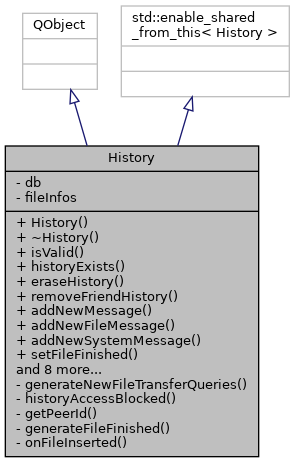 QObject
std::enable_shared
_from_this< History >
History
- db
- fileInfos
+ History()
+ ~History()
+ isValid()
+ historyExists()
+ eraseHistory()
+ removeFriendHistory()
+ addNewMessage()
+ addNewFileMessage()
+ addNewSystemMessage()
+ setFileFinished()
and 8 more...
- generateNewFileTransferQueries()
- historyAccessBlocked()
- getPeerId()
- generateFileFinished()
- onFileInserted()